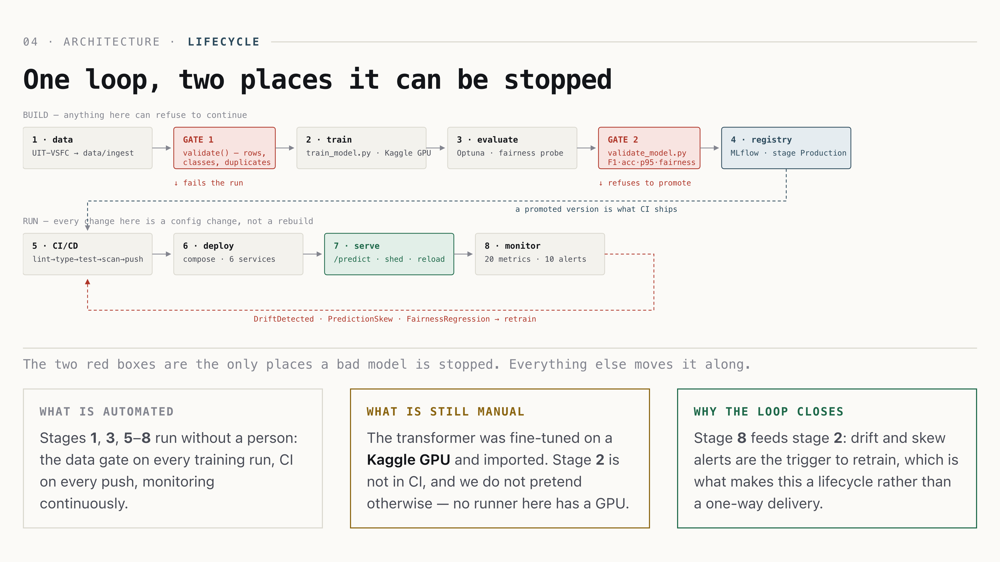 04 · ARCHITECTURE · LIFECYCLE
One loop, two places it can be stopped
BUILD — anything here can refuse to continue
1 · data
UIT-VSFC → data/ingest
GATE 1
validate() — rows,
classes, duplicates
2 · train
train_model.py · Kaggle GPU
3 · evaluate
Optuna · fairness probe
GATE 2
validate_model.py
F1·acc·p95·fairness
4 · registry
MLflow · stage Production
↓ fails the run
↓ refuses to promote
a promoted version is what CI ships
RUN — every change here is a config change, not a rebuild
5 · CI/CD
lint→type→test→scan→push
6 · deploy
compose · 6 services
7 · serve
/predict · shed · reload
8 · monitor
20 metrics · 10 alerts
DriftDetected · PredictionSkew · FairnessRegression → retrain
The two red boxes are the only places a bad model is stopped. Everything else moves it along.
WHAT IS AUTOMATED
Stages 1, 3, 5–8 run without a person:
the data gate on every training run, CI
on every push, monitoring
continuously.
WHAT IS STILL MANUAL
The transformer was fine-tuned on a
Kaggle GPU and imported. Stage 2 is
not in CI, and we do not pretend
otherwise — no runner here has a GPU.
WHY THE LOOP CLOSES
Stage 8 feeds stage 2: drift and skew
alerts are the trigger to retrain, which is
what makes this a lifecycle rather than
a one-way delivery.